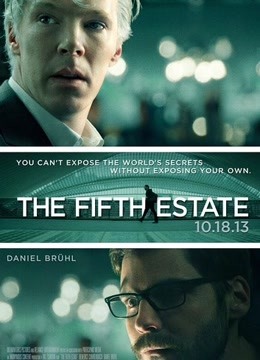 YOU CAN'T EXPOSE THE WORLD'S SECRETS
WITHOUT EXPOSING YOUR OWN.
THE FIFTH ESTATE
10.18.13
DANIEL BRÜHL